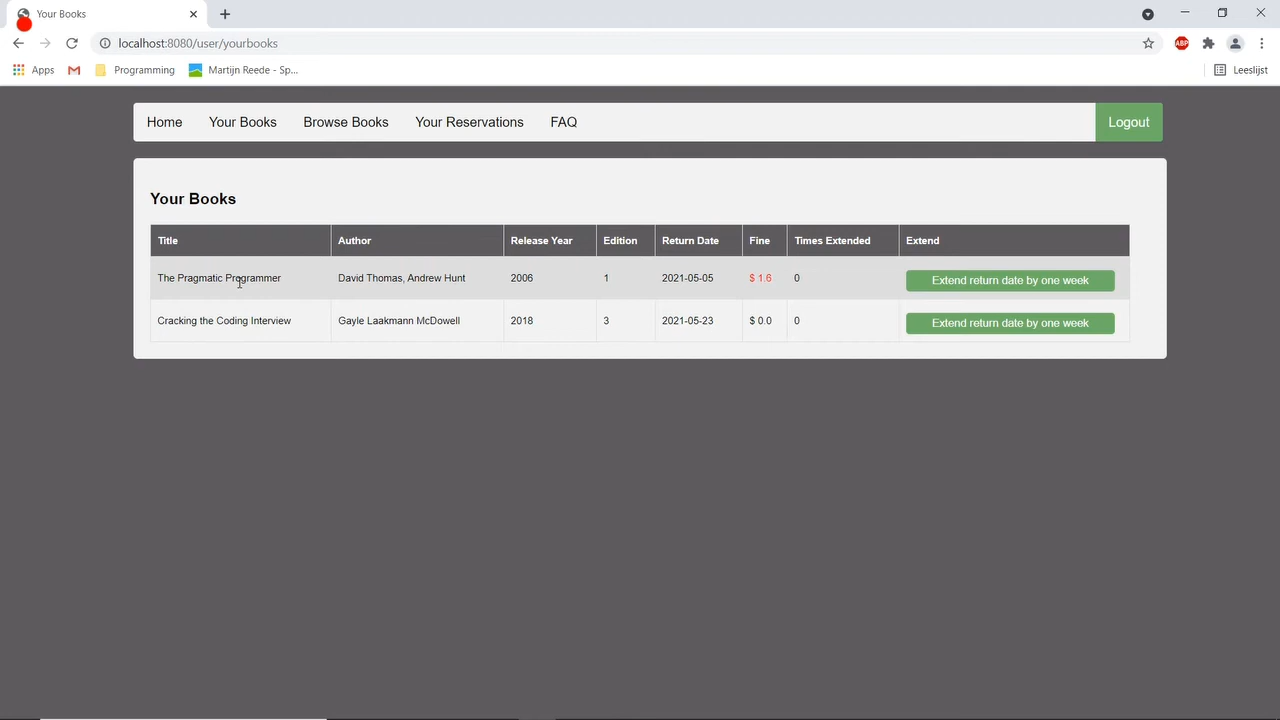 Your Books
localhost:8080/user/yourbooks
ABP
Apps Programming Martijn Reede - Sp... Leeslijst
Home Your Books Browse Books Your Reservations FAQ Logout
Your Books
Title Author Release Year Edition Return Date Fine Times Extended Extend
The Pragmatic Programmer David Thomas, Andrew Hunt 2006 1 2021-05-05 $ 1.6 0 Extend return date by one week
Cracking the Coding Interview Gayle Laakmann McDowell 2018 3 2021-05-23 $ 0.0 0 Extend return date by one week